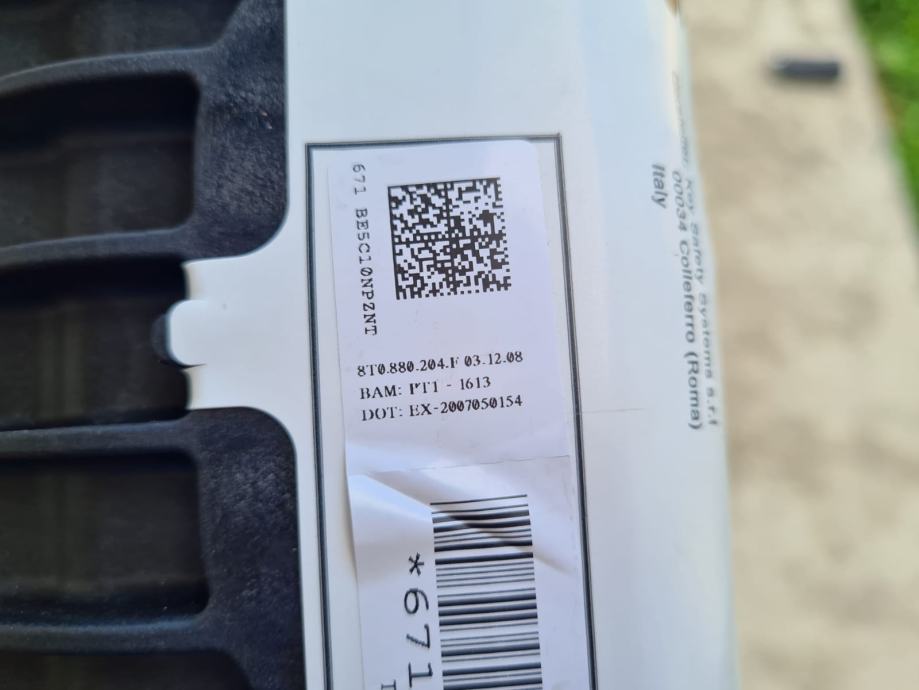 671 BE5C10NPZNT
8T0.880.204.F 03.12.08
BAM: PT1 - 1613
DOT: EX-2007050154
*671
Key Safety Systems s.r.l
00034 Colleferro (Roma)
Italy